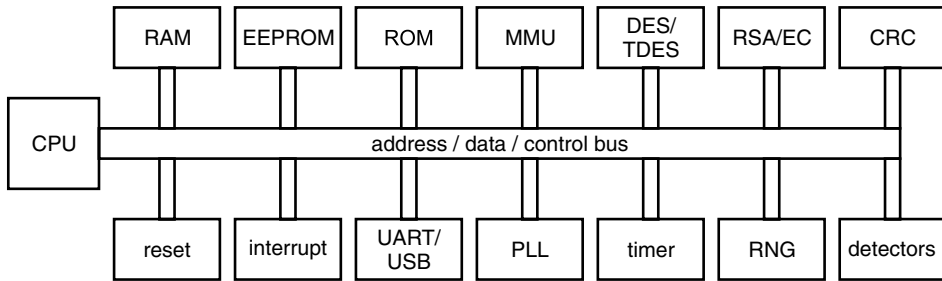 RAM
EEPROM
ROM
MMU
DES/
TDES
RSA/EC
CRC
CPU
address / data / control bus
reset
interrupt
UART/
USB
PLL
timer
RNG
detectors